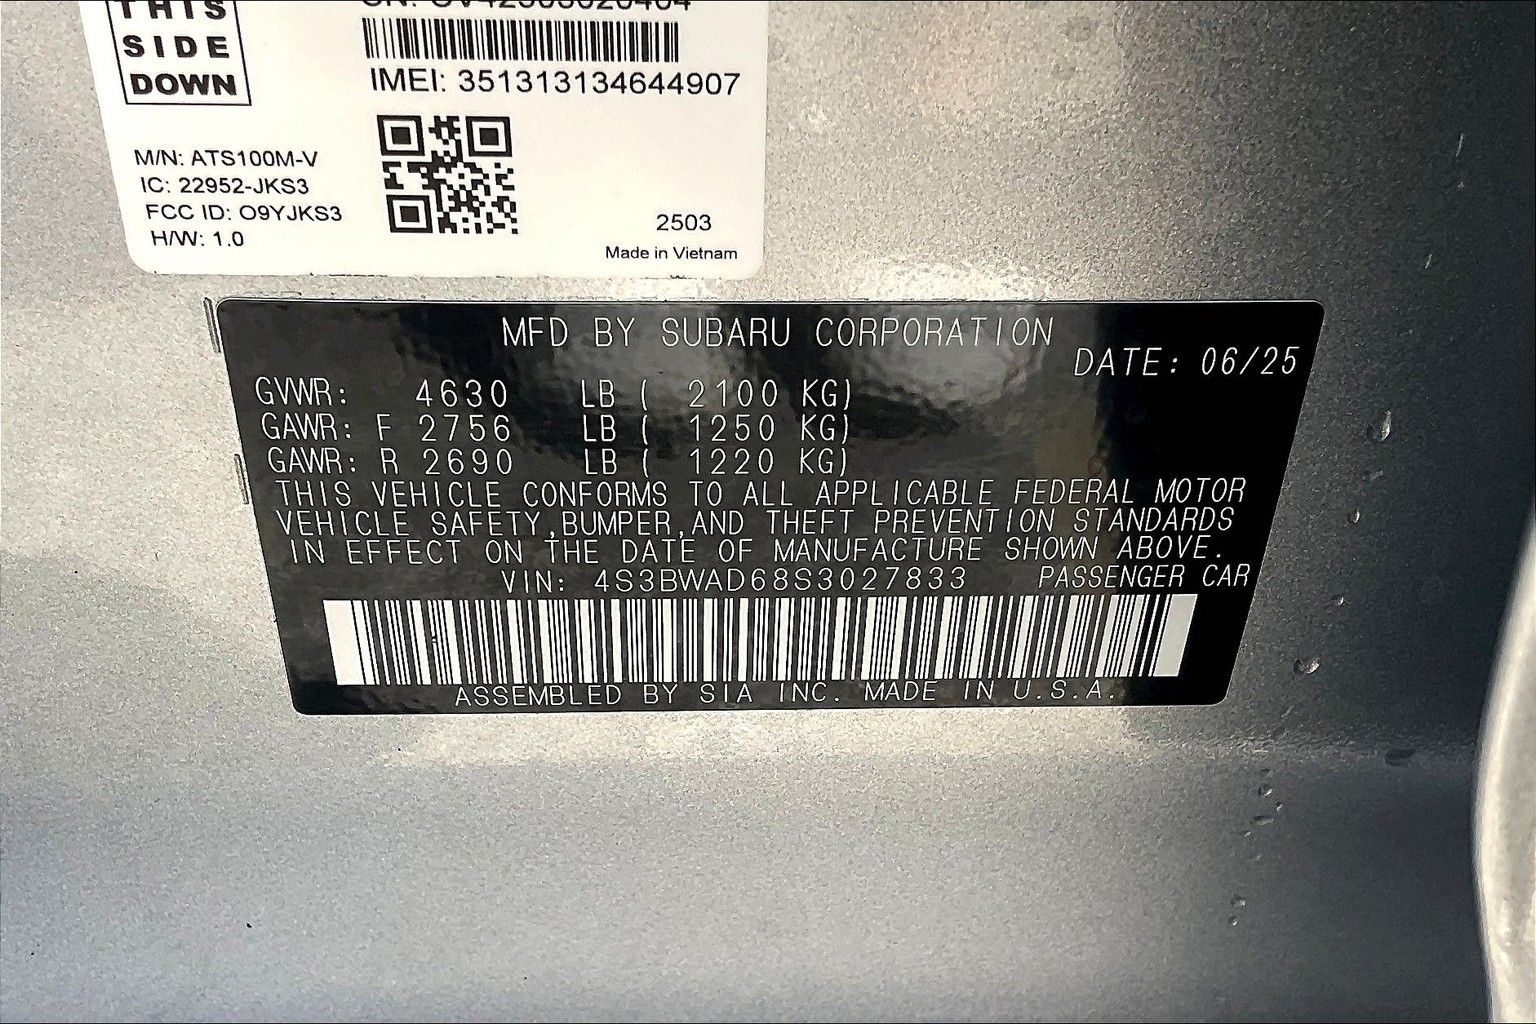 THIS
SIDE
DOWN
IMEI: 351313134644907
M/N: ATS100M-V
IC: 22952-JKS3
FCC ID: O9YJKS3
H/W: 1.0
2503
Made in Vietnam
MFD BY SUBARU CORPORATION
DATE: 06/25
GVWR: 4630 LB ( 2100 KG)
GAWR: F 2756 LB ( 1250 KG)
GAWR: R 2690 LB ( 1220 KG)
THIS VEHICLE CONFORMS TO ALL APPLICABLE FEDERAL MOTOR
VEHICLE SAFETY,BUMPER,AND THEFT PREVENTION STANDARDS
IN EFFECT ON THE DATE OF MANUFACTURE SHOWN ABOVE.
VIN: 4S3BWAD68S3027833 PASSENGER CAR
ASSEMBLED BY SIA INC. MADE IN U.S.A.